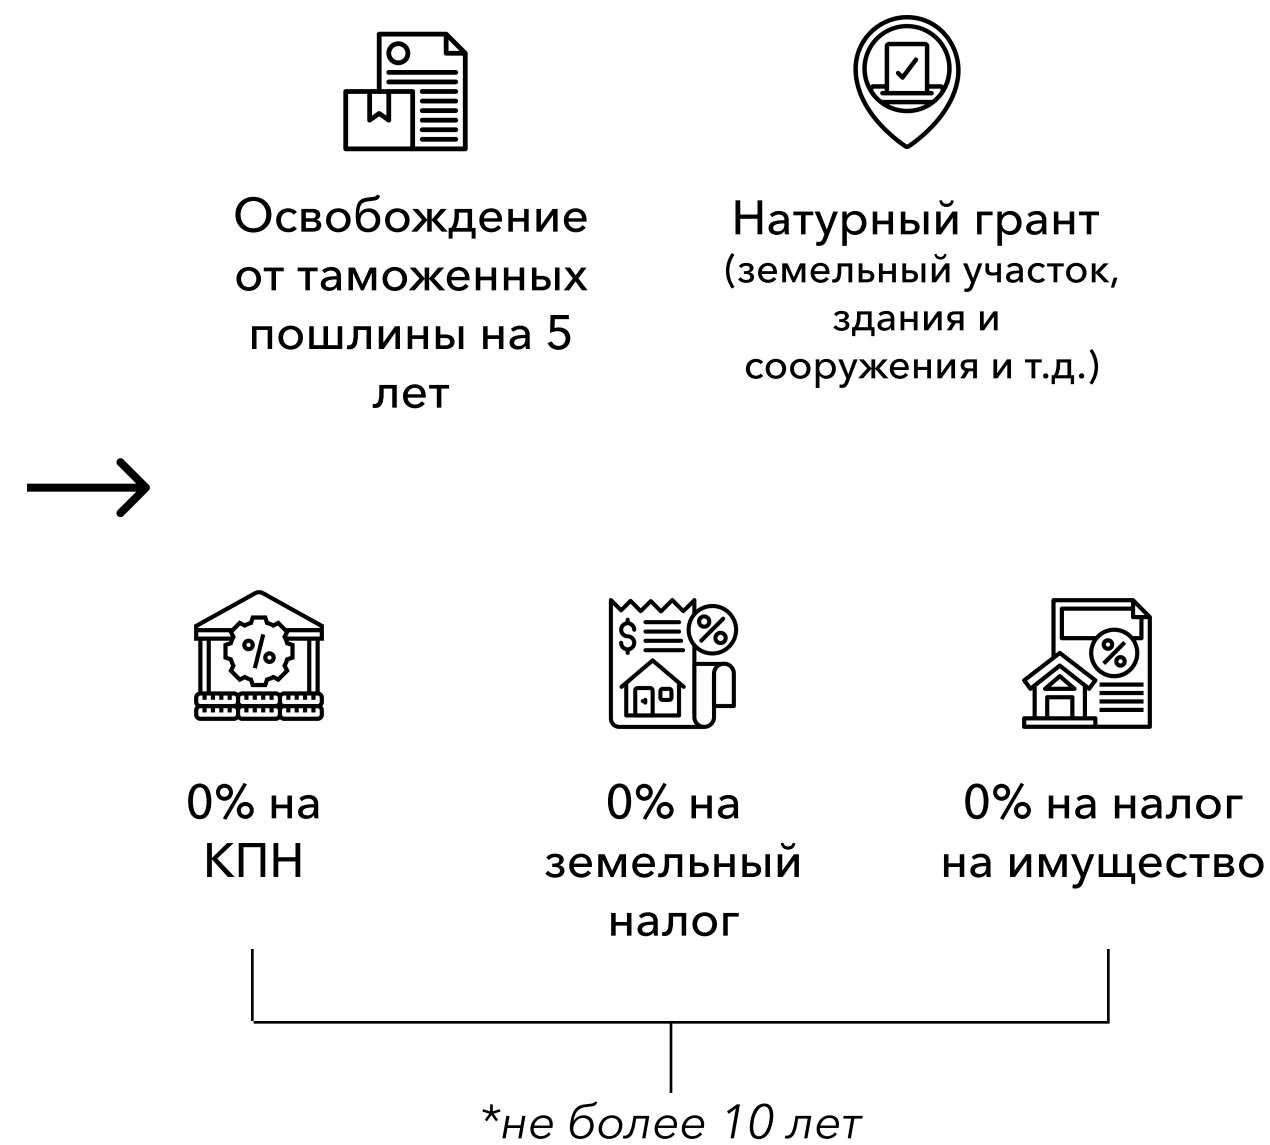 Освобождение
от таможенных
пошлины на 5
лет
Натурный грант
(земельный участок,
здания и
сооружения и т.д.)
0% на
КПН
0% на
земельный
налог
0% на налог
на имущество
*не более 10 лет